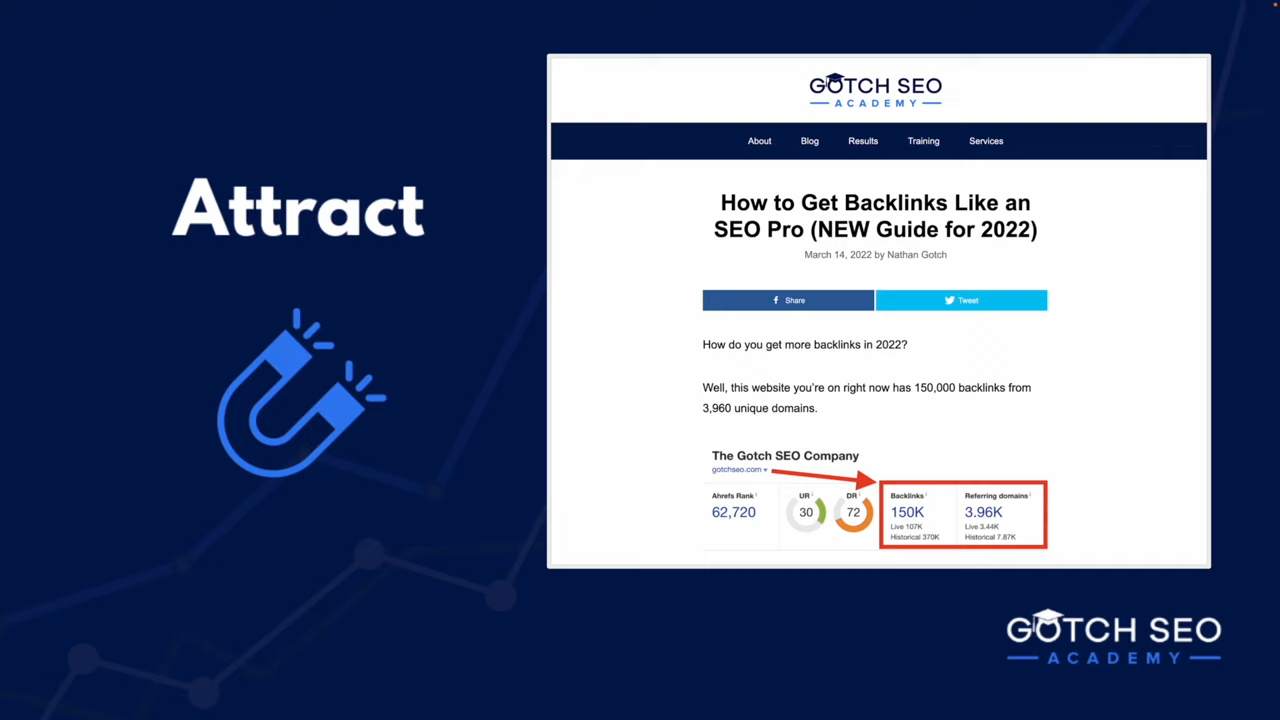 Attract
GOTCH SEO
ACADEMY
About Blog Results Training Services
How to Get Backlinks Like an
SEO Pro (NEW Guide for 2022)
March 14, 2022 by Nathan Gotch
Share Tweet
How do you get more backlinks in 2022?
Well, this website you're on right now has 150,000 backlinks from
3,960 unique domains.
The Gotch SEO Company
gotchseo.com
Ahrefs Rank UR DR Backlinks Referring domains
62,720 30 72 150K 3.96K
Live 107K Live 3.44K
Historical 370K Historical 7.87K
GOTCH SEO
ACADEMY